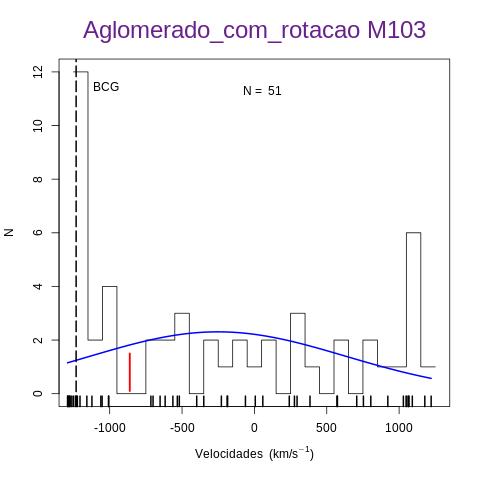 Aglomerado_com_rotacao M103
BCG
N = 51
12
10
8
6
4
2
0
N
-1000 -500 0 500 1000
Velocidades (km/s⁻¹)